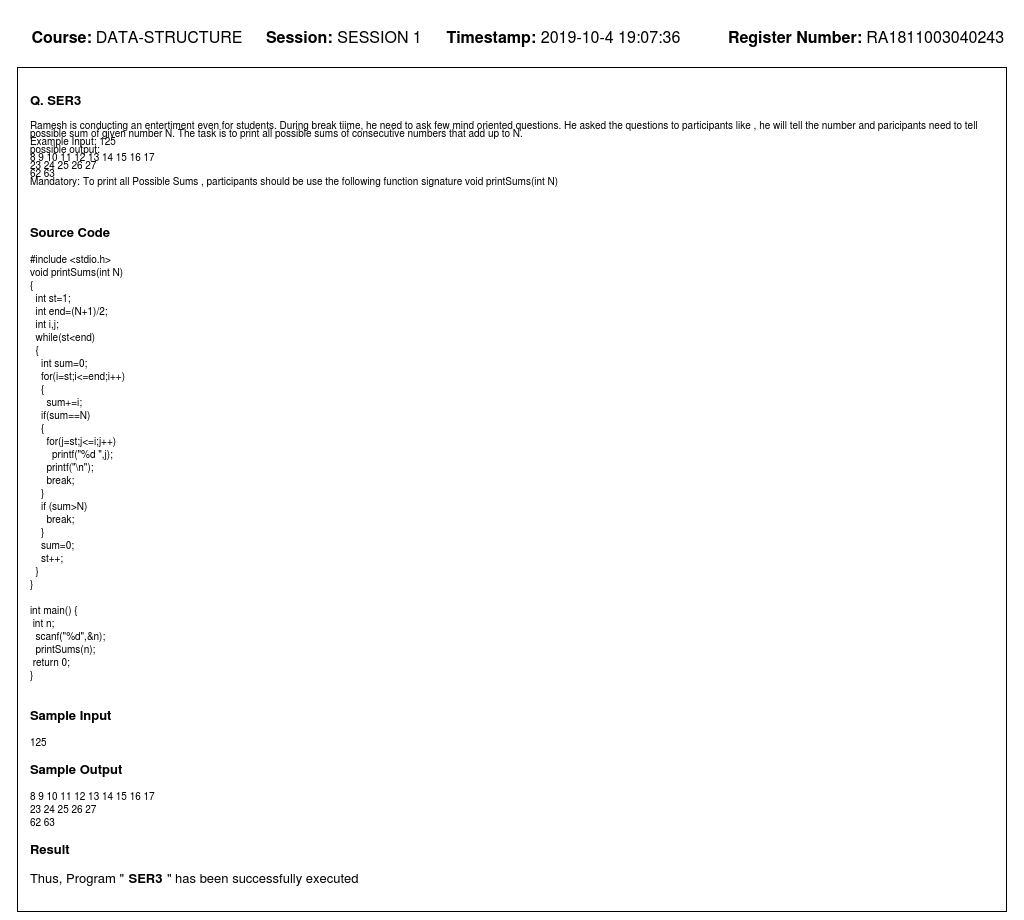 Course: DATA-STRUCTURE Session: SESSION 1 Timestamp: 2019-10-4 19:07:36 Register Number: RA1811003040243
Q. SER3
Ramesh is conducting an entertiment even for students. During break tiime, he need to ask few mind oriented questions. He asked the questions to participants like , he will tell the number and paricipants need to tell
possible sum of given number N. The task is to print all possible sums of consecutive numbers that add up to N.
Example Input: 125
possible output:
8 9 10 11 12 13 14 15 16 17
23 24 25 26 27
62 63
Mandatory: To print all Possible Sums , participants should be use the following function signature void printSums(int N)
Source Code
#include <stdio.h>
void printSums(int N)
{
int st=1;
int end=(N+1)/2;
int i,j;
while(st<end)
{
int sum=0;
for(i=st;i<=end;i++)
{
sum+=i;
if(sum==N)
{
for(j=st;j<=i;j++)
printf("%d ",j);
printf("\n");
break;
}
if (sum>N)
break;
}
sum=0;
st++;
}
}
int main() {
int n;
scanf("%d",&n);
printSums(n);
return 0;
}
Sample Input
125
Sample Output
8 9 10 11 12 13 14 15 16 17
23 24 25 26 27
62 63
Result
Thus, Program " SER3 " has been successfully executed